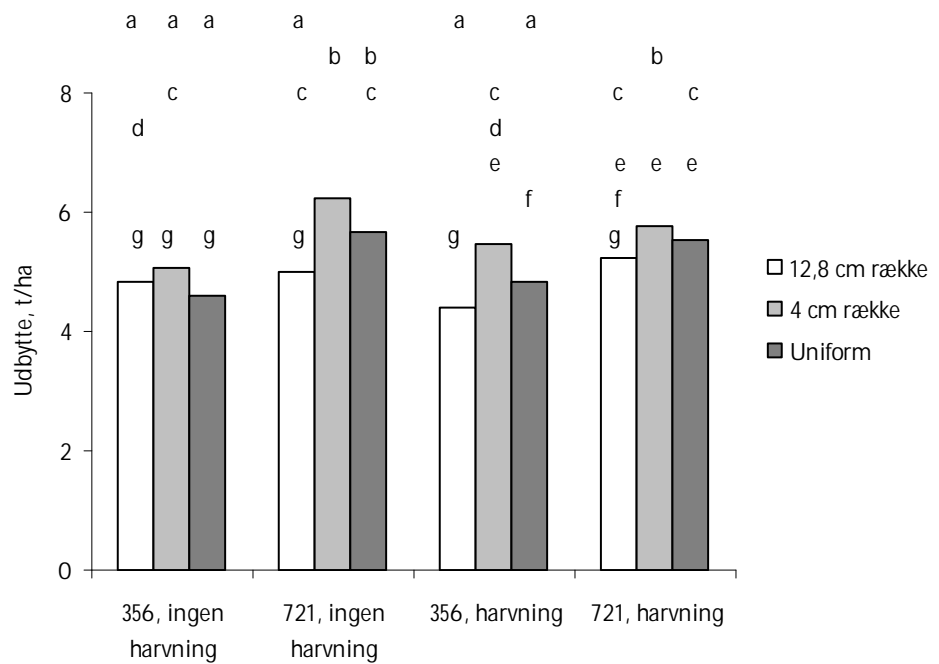 a a a a a a
b b b
8 c c c c c c
d d
e e e e
f f
6
g g g g g g
12,8 cm række
4 cm række
Uniform
4
2
0
Udbytte, t/ha
356, ingen harvning
721, ingen harvning
356, harvning
721, harvning